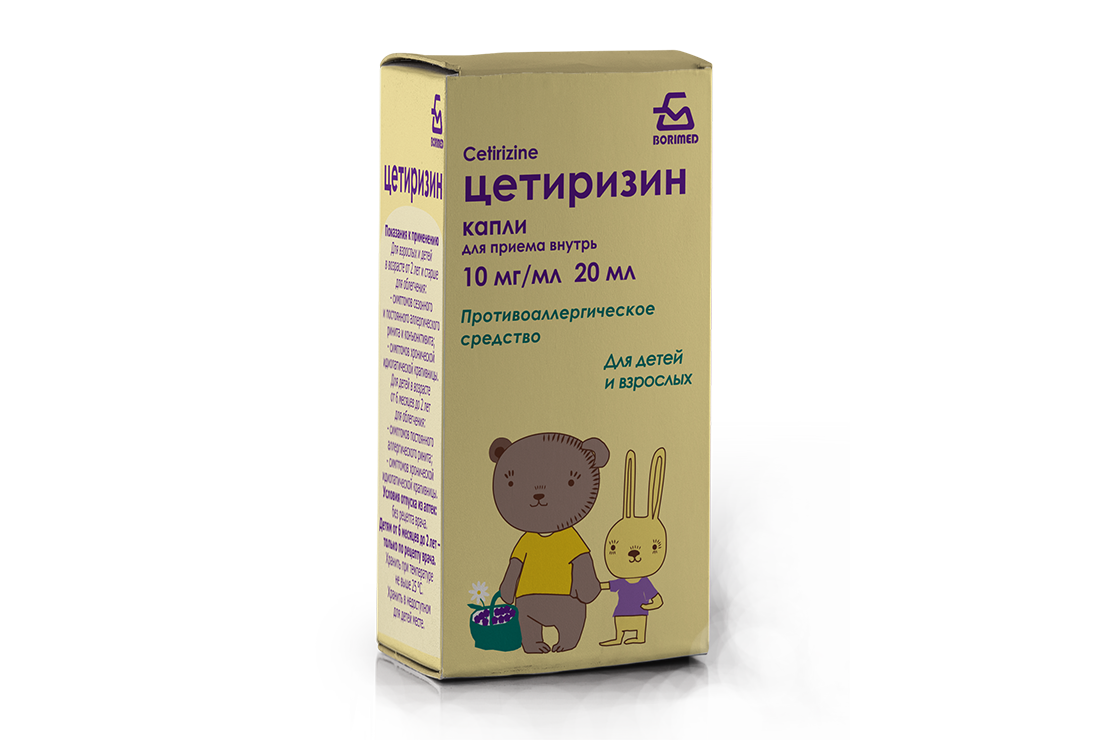 BORIMED
цетиризин
Показания к применению
Для взрослых и детей
в возрасте от 2 лет и старше
для облегчения:
- симптомов сезонного
и постоянного аллергического
ринита и конъюнктивита;
- симптомов хронической
идиопатической крапивницы.
Для детей в возрасте
от 6 месяцев до 2 лет
для облегчения:
- симптомов постоянного
аллергического ринита;
- симптомов хронической
идиопатической крапивницы.
Условия отпуска из аптек:
без рецепта врача.
Детям от 6 месяцев до 2 лет –
только по рецепту врача.
Хранить при температуре
не выше 25 °С.
Хранить в недоступном
для детей месте.
BORIMED
Cetirizine
цетиризин
капли
для приема внутрь
10 мг/мл 20 мл
Противоаллергическое
средство
Для детей
и взрослых